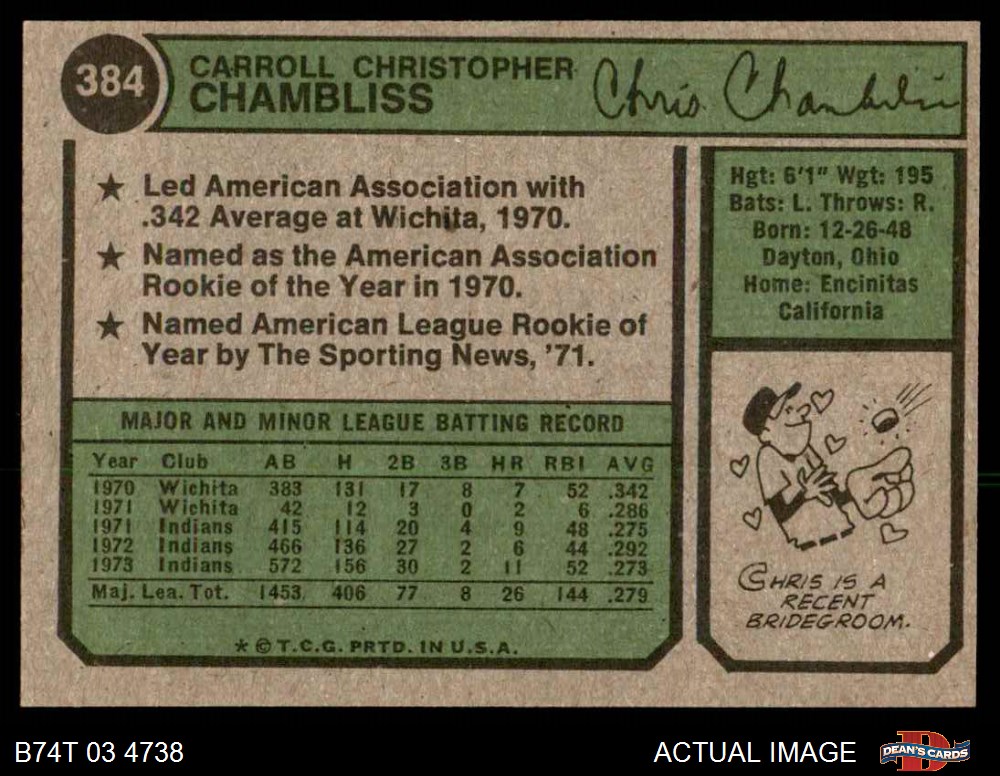 384
CARROLL CHRISTOPHER
CHAMBLISS
Chris Chambliss
★ Led American Association with
.342 Average at Wichita, 1970.
★ Named as the American Association
Rookie of the Year in 1970.
★ Named American League Rookie of
Year by The Sporting News, '71.
Hgt: 6'1" Wgt: 195
Bats: L. Throws: R.
Born: 12-26-48
Dayton, Ohio
Home: Encinitas
California
MAJOR AND MINOR LEAGUE BATTING RECORD
Year Club AB H 2B 3B HR RBI AVG
1970 Wichita 383 131 17 8 7 52 .342
1971 Wichita 42 12 3 0 2 6 .286
1971 Indians 415 114 20 4 9 48 .275
1972 Indians 466 136 27 2 6 44 .292
1973 Indians 572 156 30 2 11 52 .273
Maj. Lea. Tot. 1453 406 77 8 26 144 .279
* © T.C.G. PRTD. IN U.S.A.
CHRIS IS A
RECENT
BRIDEGROOM.
B74T 03 4738
ACTUAL IMAGE
D
DEAN'S CARDS